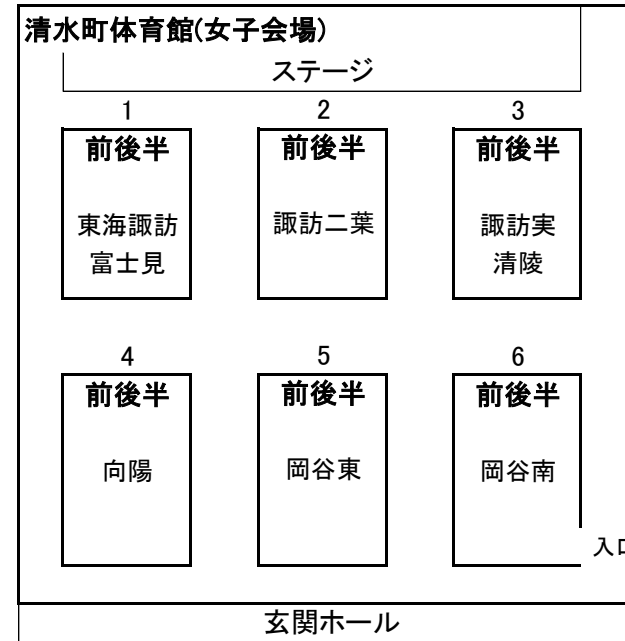 清水町体育館(女子会場)
ステージ
1 2 3
前後半 前後半 前後半
東海諏訪 諏訪二葉 諏訪実
富士見 清陵
4 5 6
前後半 前後半 前後半
向陽 岡谷東 岡谷南
入口
玄関ホール